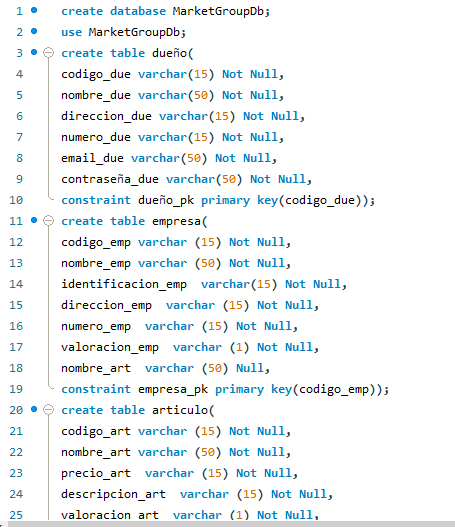 1 create database MarketGroupDb;
2 use MarketGroupDb;
3 create table dueño(
4 codigo_due varchar(15) Not Null,
5 nombre_due varchar(50) Not Null,
6 direccion_due varchar(15) Not Null,
7 numero_due varchar(15) Not Null,
8 email_due varchar(50) Not Null,
9 contraseña_due varchar(50) Not Null,
10 constraint dueño_pk primary key(codigo_due));
11 create table empresa(
12 codigo_emp varchar (15) Not Null,
13 nombre_emp varchar (50) Not Null,
14 identificacion_emp  varchar(15) Not Null,
15 direccion_emp  varchar (15) Not Null,
16 numero_emp  varchar (15) Not Null,
17 valoracion_emp  varchar (1) Not Null,
18 nombre_art  varchar (50) Null,
19 constraint empresa_pk primary key(codigo_emp));
20 create table articulo(
21 codigo_art varchar (15) Not Null,
22 nombre_art varchar (50) Not Null,
23 precio_art  varchar (15) Not Null,
24 descripcion_art  varchar (15) Not Null,
25 valoracion_art  varchar (1) Not Null,